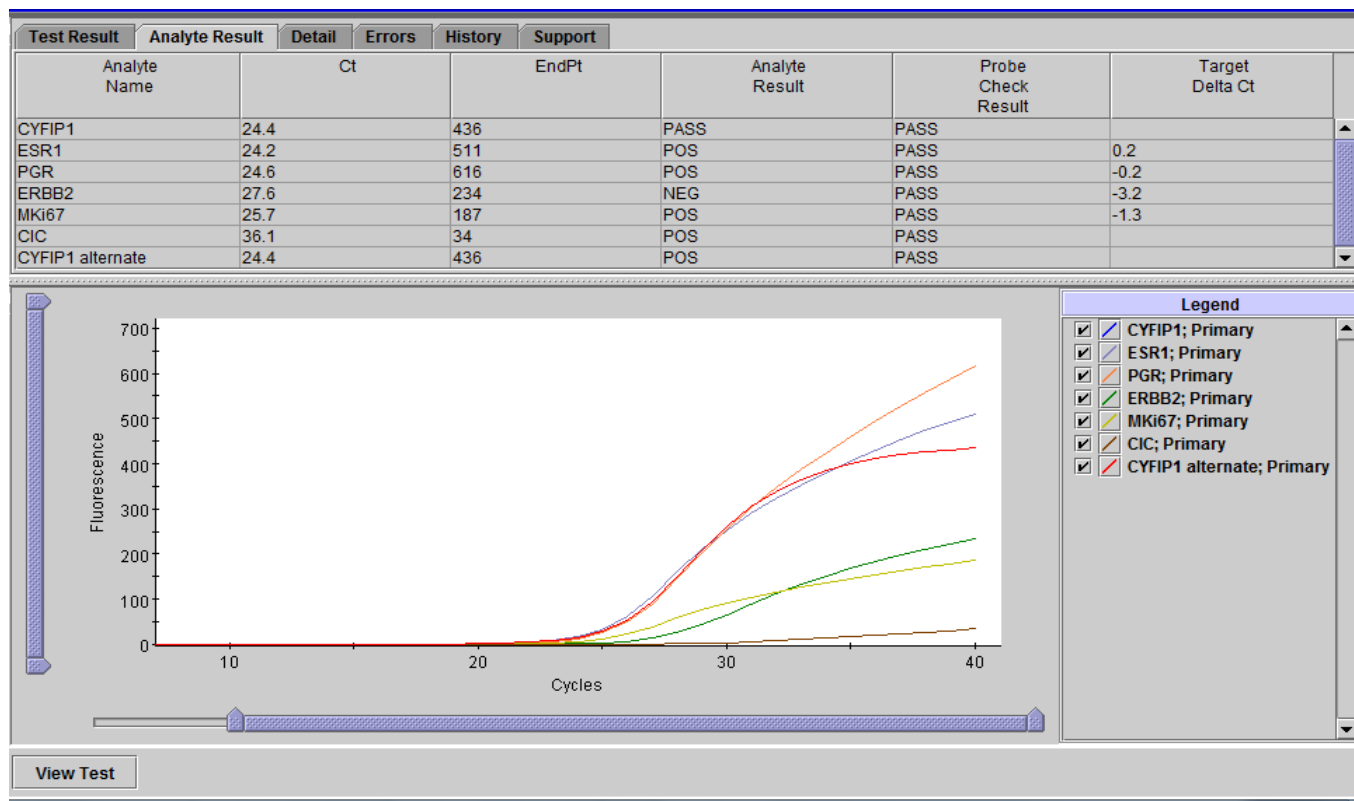 Test Result Analyte Result Detail Errors History Support
Analyte Name Ct EndPt Analyte Result Probe Check Result Target Delta Ct
CYFIP1 24.4 436 PASS PASS
ESR1 24.2 511 POS PASS 0.2
PGR 24.6 616 POS PASS -0.2
ERBB2 27.6 234 NEG PASS -3.2
MKi67 25.7 187 POS PASS -1.3
CIC 36.1 34 POS PASS
CYFIP1 alternate 24.4 436 POS PASS
700
600
500
400
300
200
100
0
Fluorescence
10 20 30 40
Cycles
Legend
CYFIP1; Primary
ESR1; Primary
PGR; Primary
ERBB2; Primary
MKi67; Primary
CIC; Primary
CYFIP1 alternate; Primary
View Test